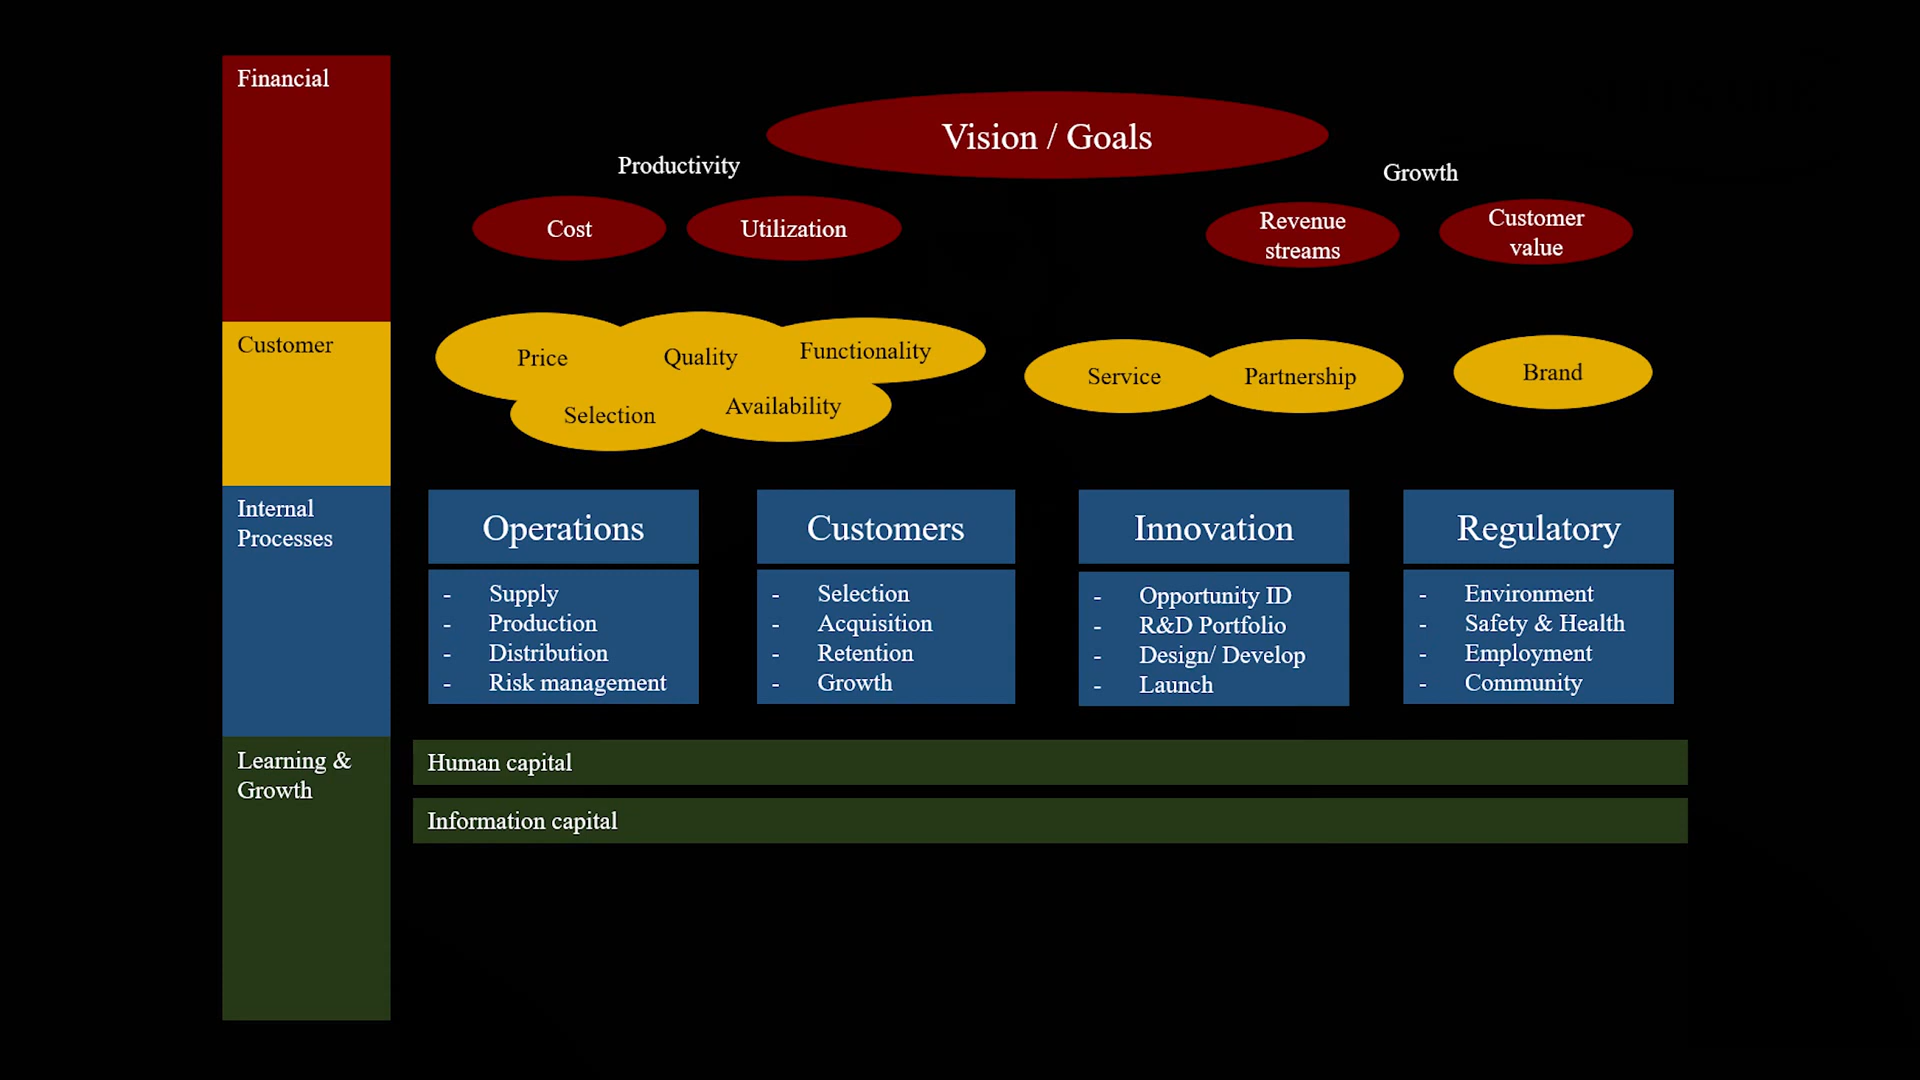 Financial
Vision / Goals
Productivity
Growth
Cost
Utilization
Revenue
streams
Customer
value
Customer
Price
Quality
Functionality
Selection
Availability
Service
Partnership
Brand
Internal
Processes
Operations
- Supply
- Production
- Distribution
- Risk management
Customers
- Selection
- Acquisition
- Retention
- Growth
Innovation
- Opportunity ID
- R&D Portfolio
- Design/ Develop
- Launch
Regulatory
- Environment
- Safety & Health
- Employment
- Community
Learning &
Growth
Human capital
Information capital